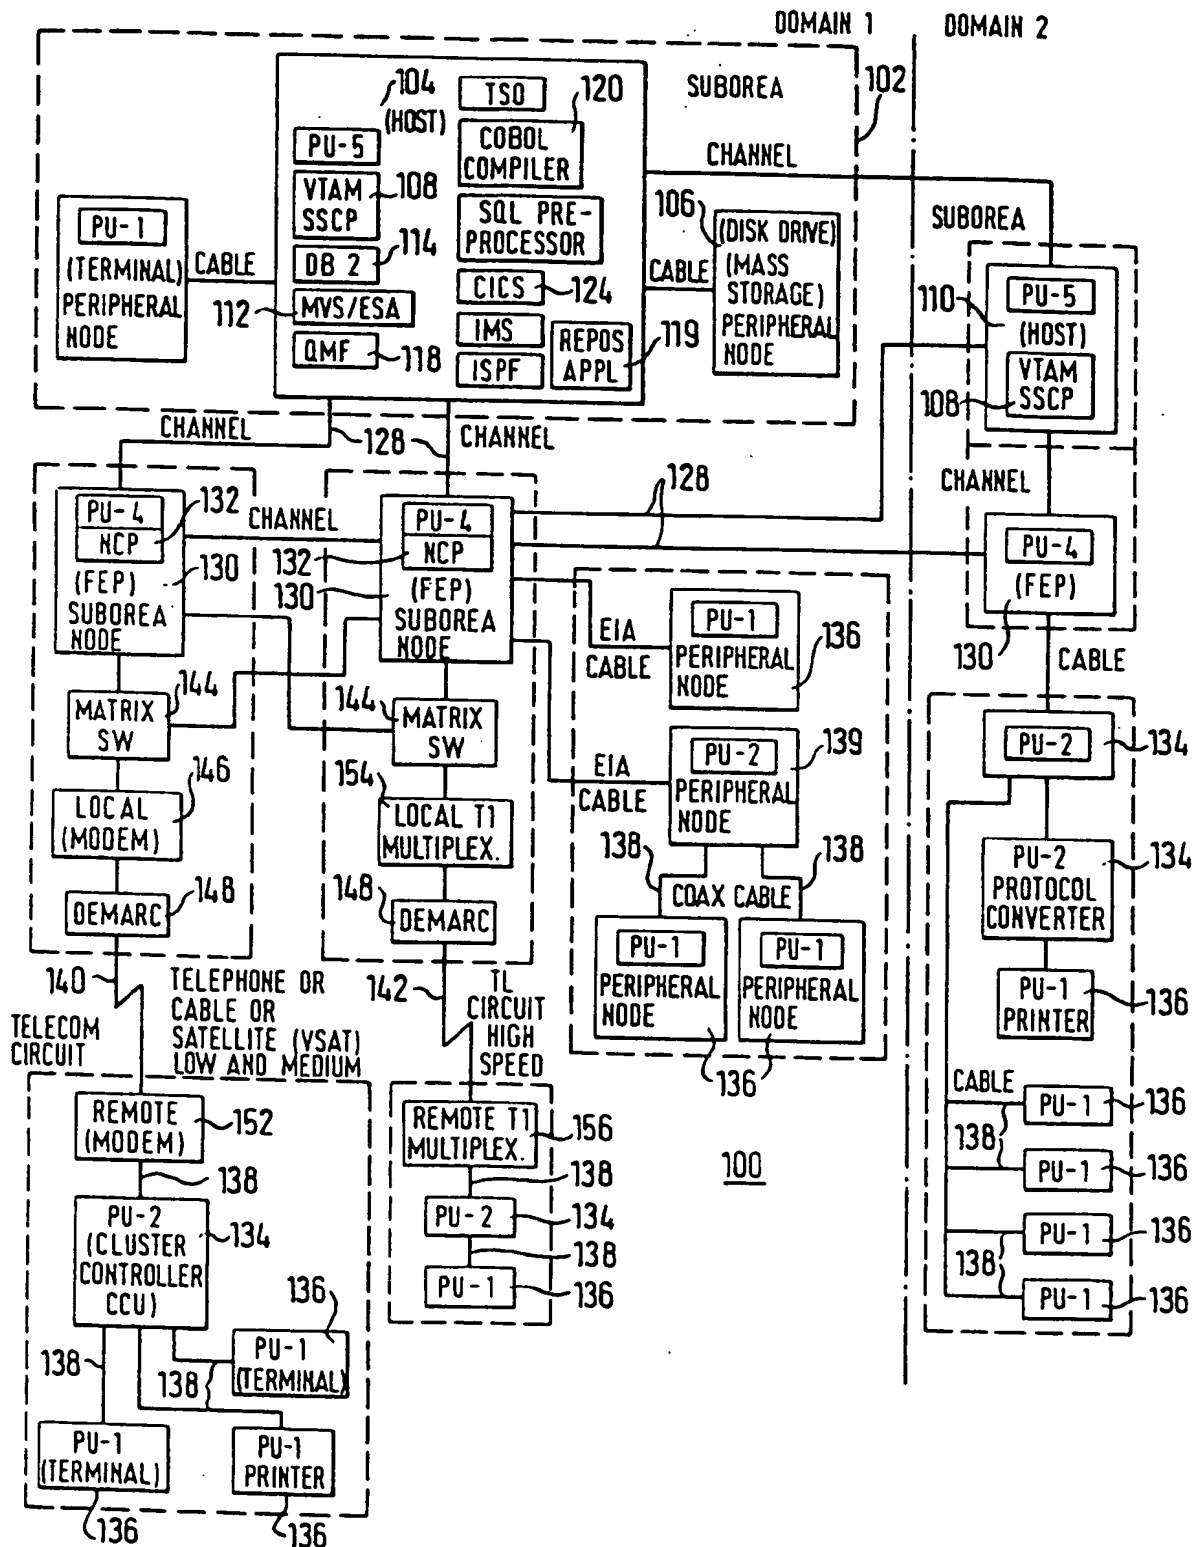 DOMAIN 1
DOMAIN 2
102
SUBOREA
104
(HOST)
PU-5
VTAM
SSCP
108
DB 2
114
MVS/ESA
112
QMF
118
TSO
120
COBOL
COMPILER
SQL PRE-
PROCESSOR
CICS
124
IMS
ISPF
REPOS
APPL
119
PU-1
(TERMINAL)
PERIPHERAL
NODE
CABLE
CHANNEL
106
(DISK DRIVE)
(MASS
STORAGE)
PERIPHERAL
NODE
CABLE
SUBOREA
110
PU-5
(HOST)
VTAM
SSCP
108
CHANNEL
PU-4
(FEP)
130
CABLE
CHANNEL
128
CHANNEL
PU-4
NCP
132
(FEP)
130
SUBOREA
NODE
CHANNEL
PU-4
NCP
132
(FEP)
130
SUBOREA
NODE
128
144
MATRIX
SW
146
LOCAL
(MODEM)
148
DEMARC
144
MATRIX
SW
154
LOCAL T1
MULTIPLEX.
148
DEMARC
EIA
CABLE
PU-1
PERIPHERAL
NODE
136
EIA
CABLE
PU-2
PERIPHERAL
NODE
139
138
138
COAX CABLE
PU-1
PERIPHERAL
NODE
PU-1
PERIPHERAL
NODE
136
PU-2
134
PU-2
PROTOCOL
CONVERTER
134
PU-1
PRINTER
136
CABLE
PU-1
136
138
PU-1
136
PU-1
136
138
PU-1
136
140
TELECOM
CIRCUIT
TELEPHONE OR
CABLE OR
SATELLITE (VSAT)
LOW AND MEDIUM
142
TL
CIRCUIT
HIGH
SPEED
REMOTE
(MODEM)
152
138
PU-2
(CLUSTER
CONTROLLER
CCU)
134
138
138
136
PU-1
(TERMINAL)
PU-1
(TERMINAL)
136
PU-1
PRINTER
136
REMOTE T1
MULTIPLEX.
156
138
PU-2
134
138
PU-1
136
100